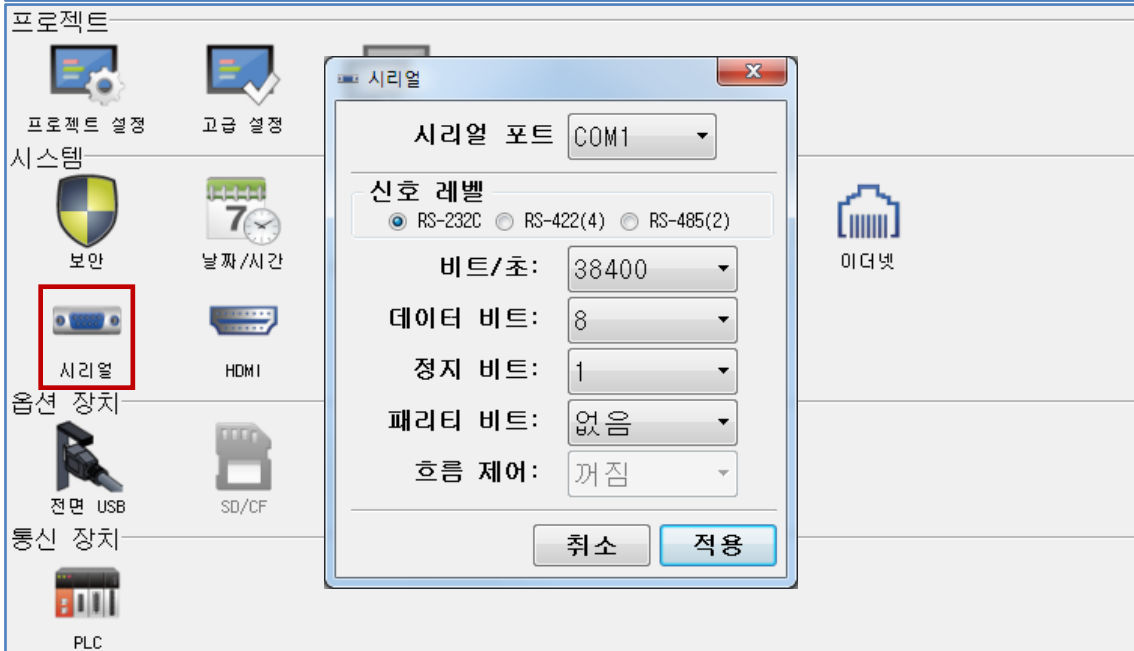 프로젝트
프로젝트 설정
고급 설정
시스템
보안
날짜/시간
7
이더넷
시리얼
HDMI
옵션 장치
전면 USB
SD/CF
통신 장치
PLC
시리얼
x
시리얼 포트 COM1
신호 레벨
RS-232C RS-422(4) RS-485(2)
비트/초: 38400
데이터 비트: 8
정지 비트: 1
패리티 비트: 없음
흐름 제어: 꺼짐
취소 적용